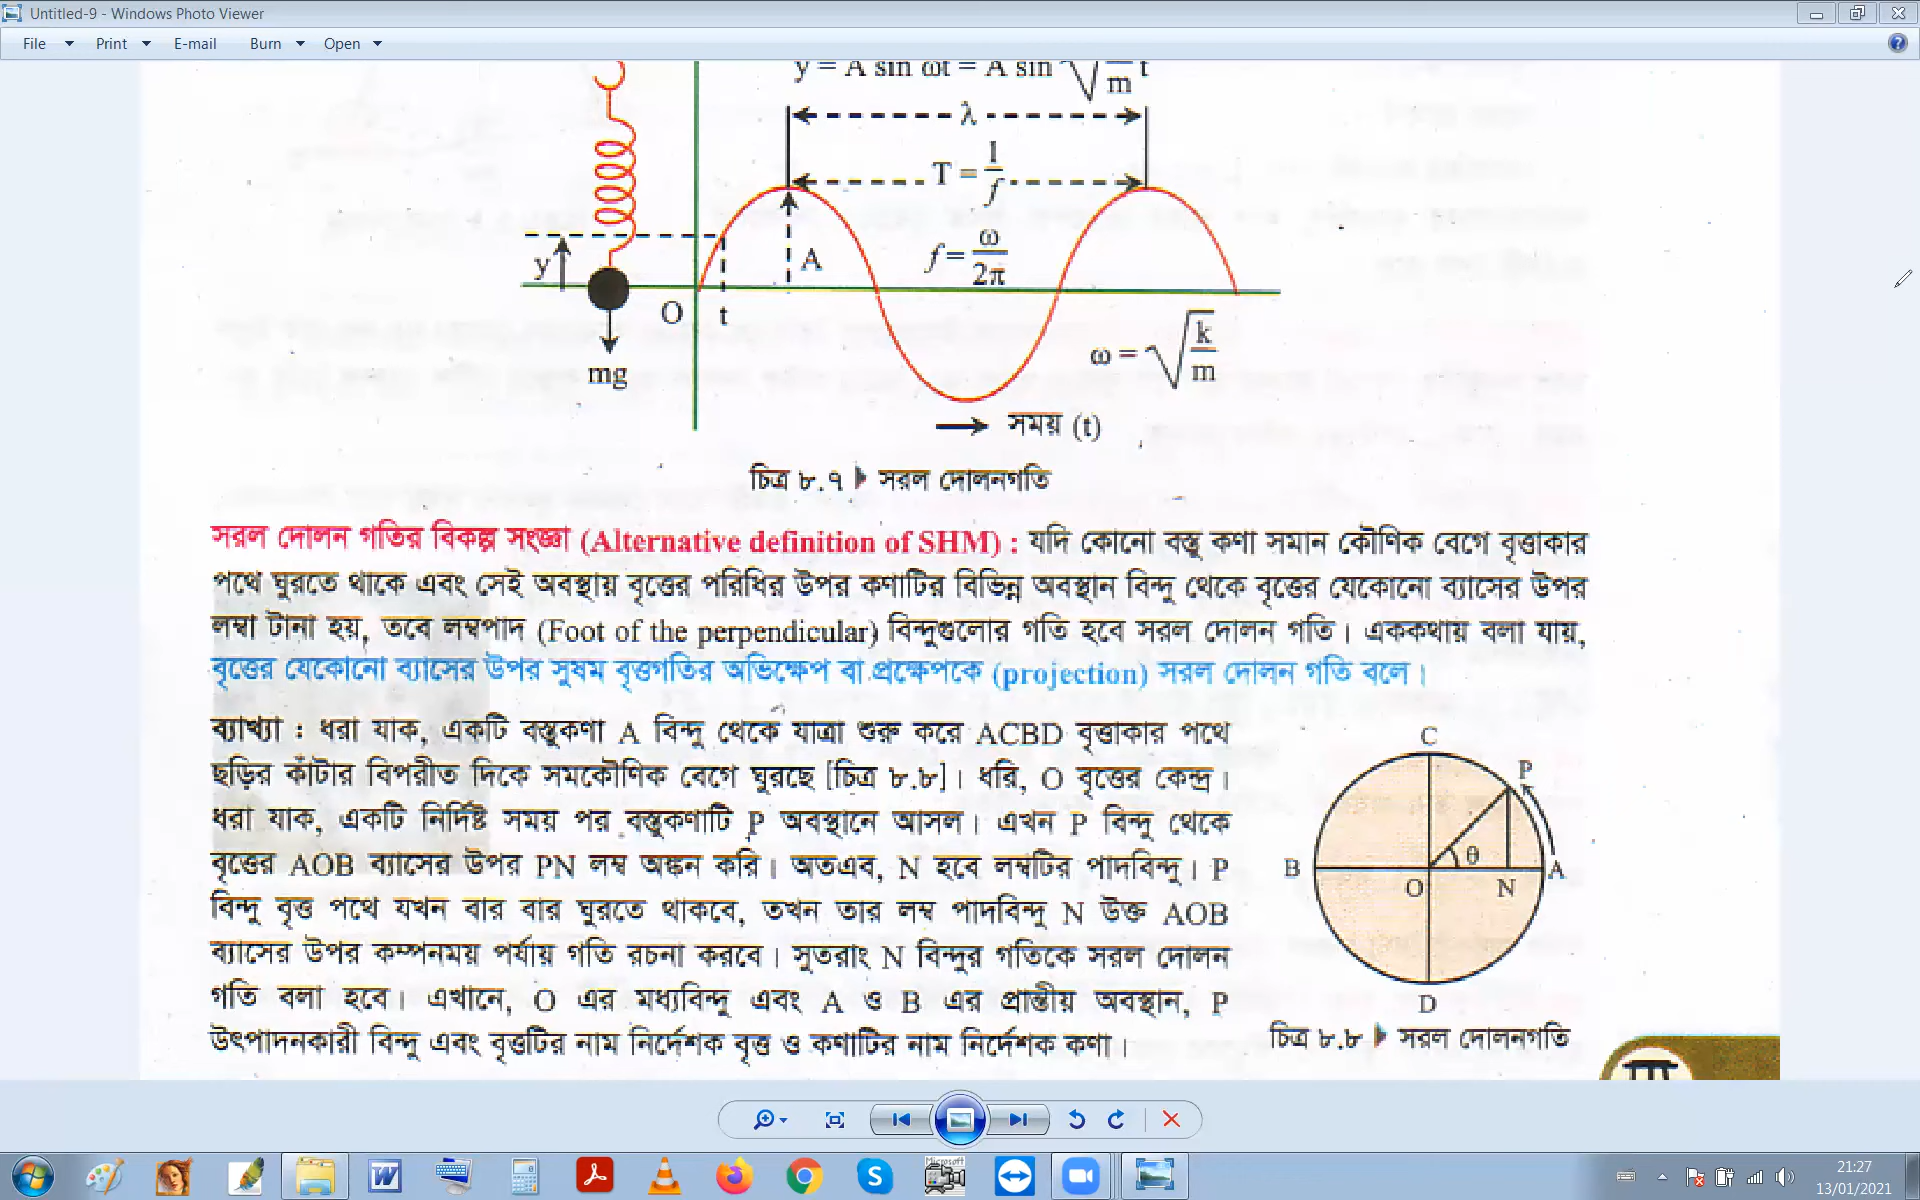 Untitled-9 - Windows Photo Viewer
File Print E-mail Burn Open
y = A sin ωt = A sin √ m t
λ
T = 1/f
y
A
f = ω/2π
O t
mg
ω = √k/m
সময় (t)
চিত্র ৮.৭ সরল দোলনগতি
সরল দোলন গতির বিকল্প সংজ্ঞা (Alternative definition of SHM) : যদি কোনো বস্তু কণা সমান কৌণিক বেগে বৃত্তাকার
পথে ঘুরতে থাকে এবং সেই অবস্থায় বৃত্তের পরিধির উপর কণাটির বিভিন্ন অবস্থান বিন্দু থেকে বৃত্তের যেকোনো ব্যাসের উপর
লম্ব টানা হয়, তবে লম্বপাদ (Foot of the perpendicular) বিন্দুগুলোর গতি হবে সরল দোলন গতি। এককথায় বলা যায়,
বৃত্তের যেকোনো ব্যাসের উপর সুষম বৃত্তগতির অভিক্ষেপ বা প্রক্ষেপকে (projection) সরল দোলন গতি বলে।
ব্যাখ্যা : ধরা যাক, একটি বস্তুকণা A বিন্দু থেকে যাত্রা শুরু করে ACBD বৃত্তাকার পথে
ছড়ির কাঁটার বিপরীত দিকে সমকৌণিক বেগে ঘুরছে [চিত্র ৮.৮]। ধরি, O বৃত্তের কেন্দ্র।
ধরা যাক, একটি নির্দিষ্ট সময় পর বস্তুকণাটি P অবস্থানে আসল। এখন P বিন্দু থেকে
বৃত্তের AOB ব্যাসের উপর PN লম্ব অঙ্কন করি। অতএব, N হবে লম্বটির পাদবিন্দু। P
বিন্দু বৃত্ত পথে যখন বার বার ঘুরতে থাকবে, তখন তার লম্ব পাদবিন্দু N উক্ত AOB
ব্যাসের উপর কম্পনময় পর্যায় গতি রচনা করবে। সুতরাং N বিন্দুর গতিকে সরল দোলন
গতি বলা হবে। এখানে, O এর মধ্যবিন্দু এবং A ও B এর প্রান্তীয় অবস্থান, P
উৎপাদনকারী বিন্দু এবং বৃত্তটির নাম নির্দেশক বৃত্ত ও কণাটির নাম নির্দেশক কণা।
C
P
B θ A
O N
D
চিত্র ৮.৮ সরল দোলনগতি
Microsoft
21:27
13/01/2021